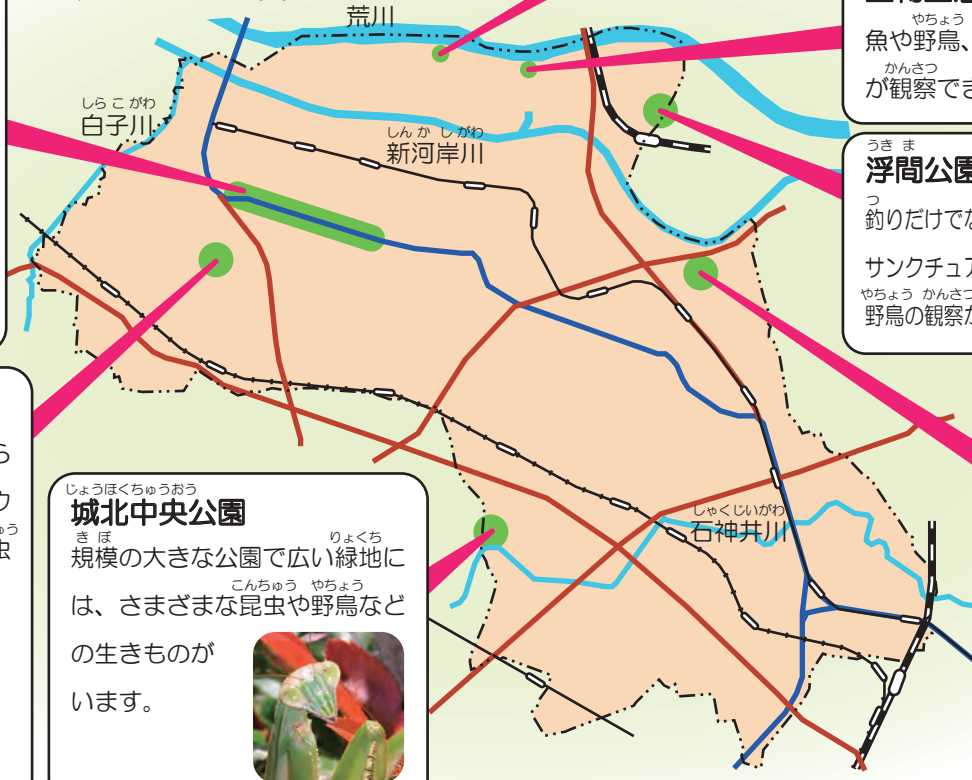 荒川
しらこがわ
白子川
しんかしがわ
新河岸川
やちょう
魚や野鳥、
かんさつ
が観察でき
うきま
浮間公園
つ
釣りだけでな
サンクチュア
やちょう かんさつ
野鳥の観察が
しゃくじいがわ
石神井川
じょうほくちゅうおう
城北中央公園
きぼ りょくち
規模の大きな公園で広い緑地に
こんちゅう やちょう
は、さまざまな昆虫や野鳥など
の生きものが
います。
ら
ウ
ゅう
虫